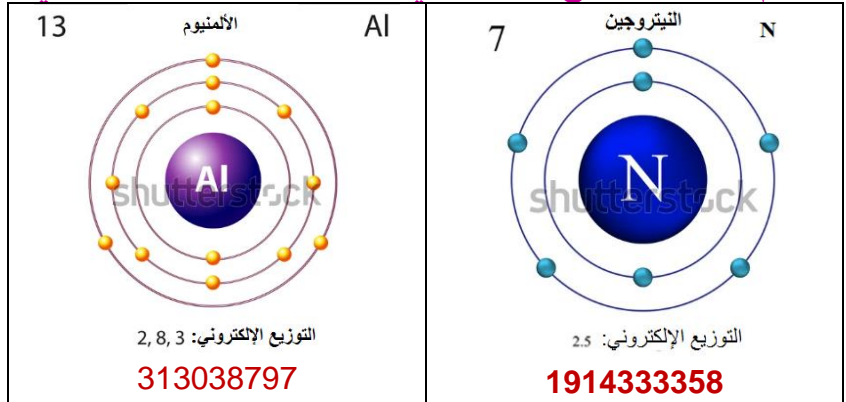 13
الألمنيوم
Al
Al
shutterstock
التوزيع الإلكتروني: 2, 8, 3
313038797
7
النيتروجين
N
N
shutterstock
التوزيع الإلكتروني: 2.5
1914333358